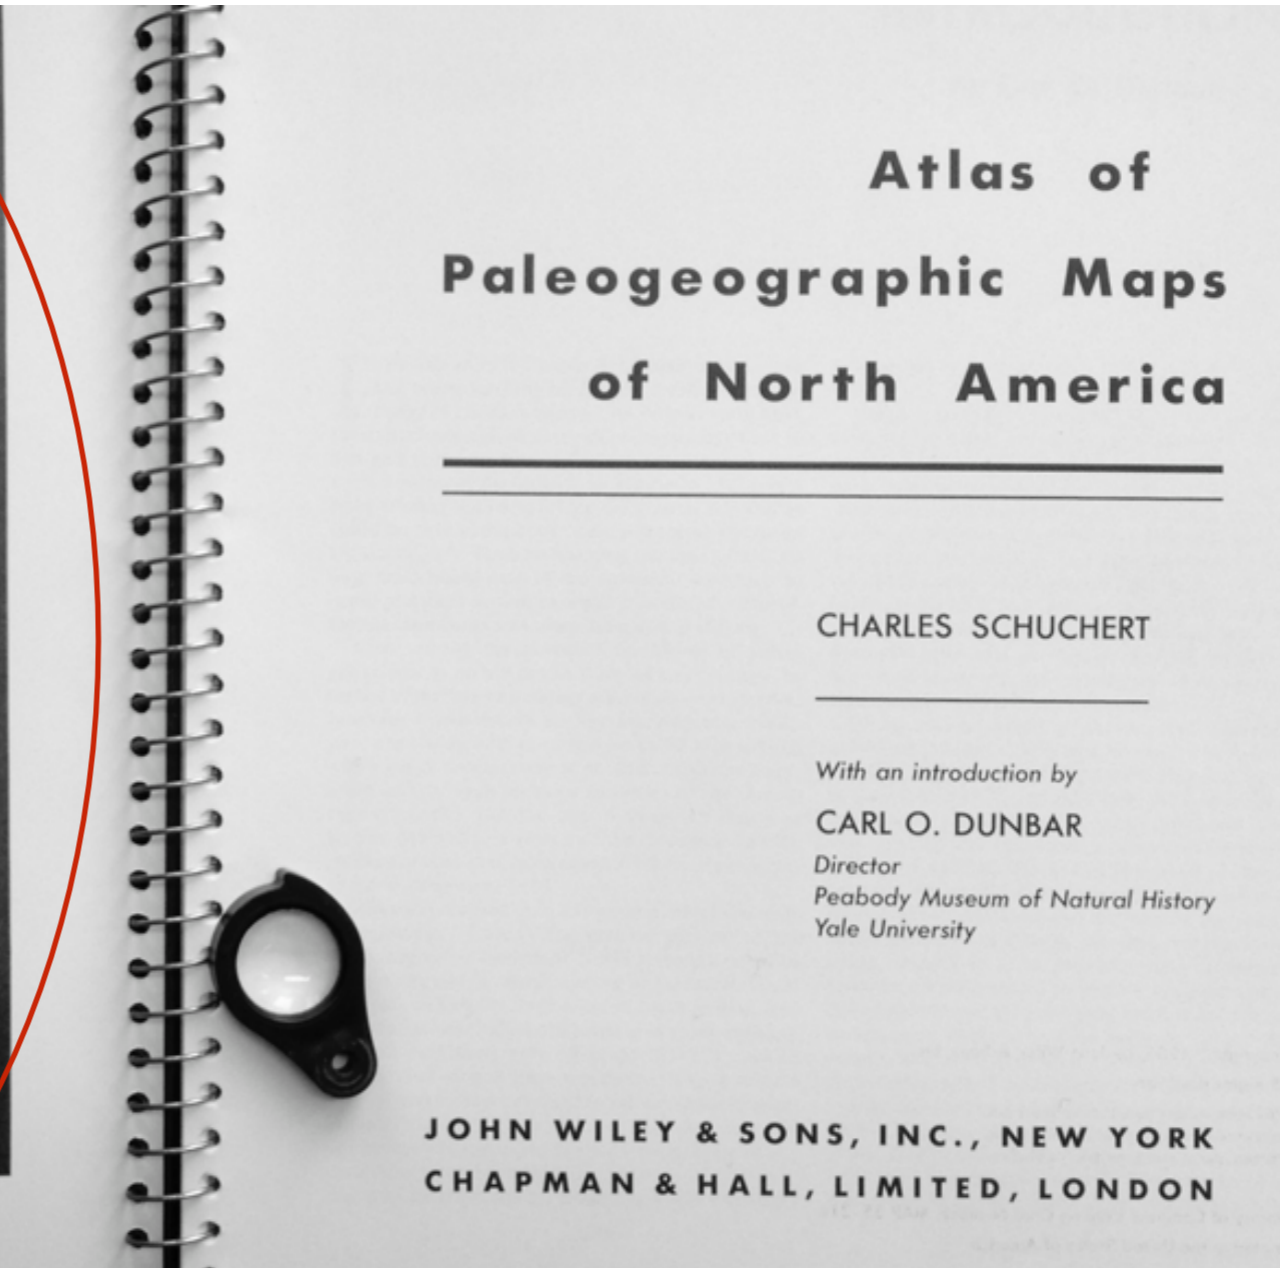 Atlas of
Paleogeographic Maps
of North America
CHARLES SCHUCHERT
With an introduction by
CARL O. DUNBAR
Director
Peabody Museum of Natural History
Yale University
JOHN WILEY & SONS, INC., NEW YORK
CHAPMAN & HALL, LIMITED, LONDON